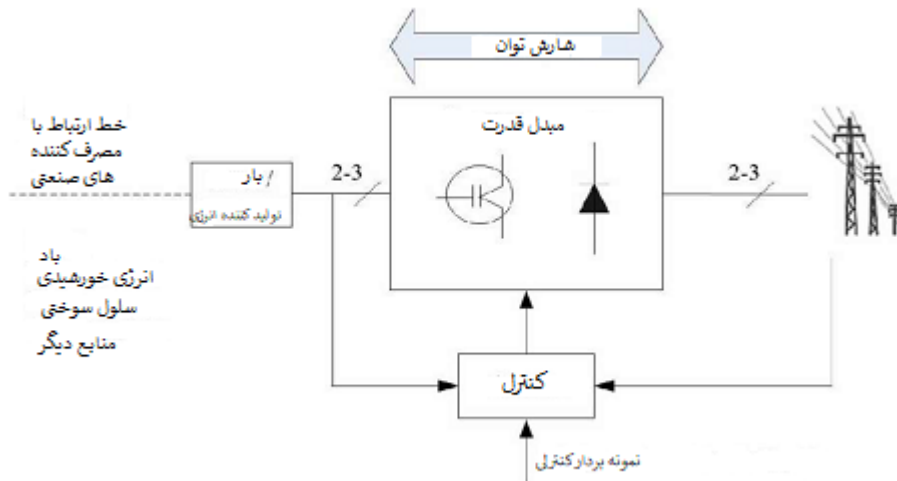 شارش توان
مبدل قدرت
خط ارتباط با
مصرف کننده
های صنعتی
بار /
تولید کننده انرژی
2-3
2-3
باد
انرژی خورشیدی
سلول سوختی
منابع دیگر
کنترل
نمونه بردار کنترلی